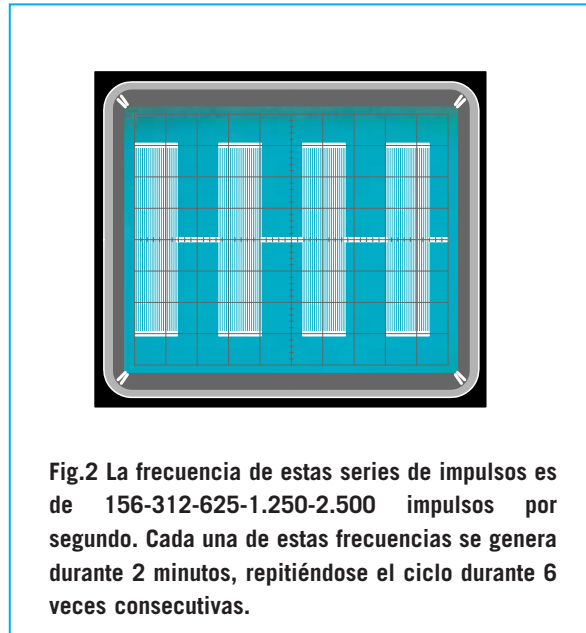 Fig.2 La frecuencia de estas series de impulsos es
de 156-312-625-1.250-2.500 impulsos por
segundo. Cada una de estas frecuencias se genera
durante 2 minutos, repitiéndose el ciclo durante 6
veces consecutivas.